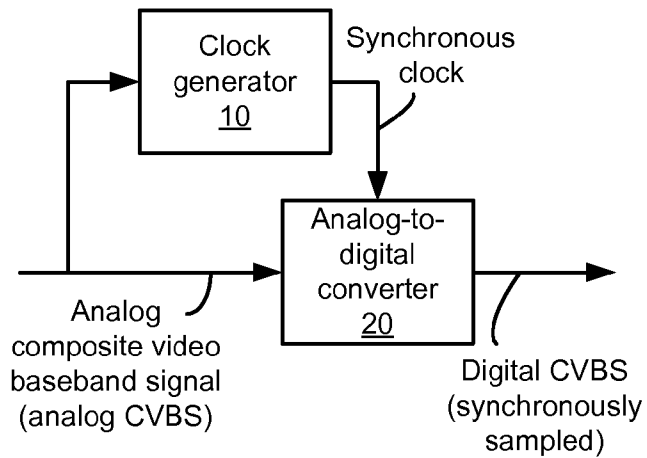 Clock
generator
10
Synchronous
clock
Analog-to-
digital
converter
20
Analog
composite video
baseband signal
(analog CVBS)
Digital CVBS
(synchronously
sampled)